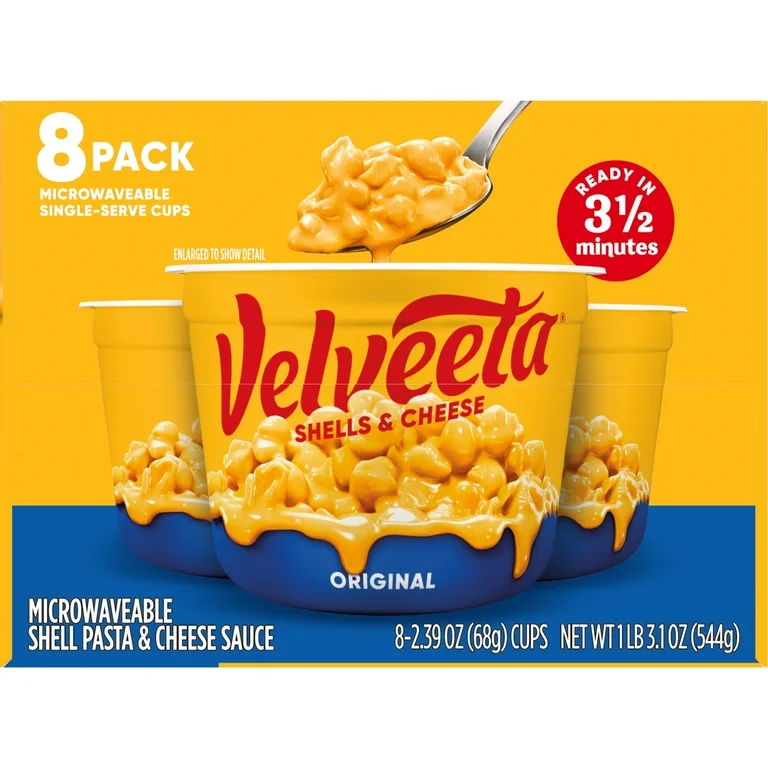 8 PACK
MICROWAVEABLE
SINGLE-SERVE CUPS
READY IN
3½
minutes
ENLARGED TO SHOW DETAIL
Velveeta®
SHELLS & CHEESE
ORIGINAL
MICROWAVEABLE
SHELL PASTA & CHEESE SAUCE
8-2.39 OZ (68g) CUPS NET WT 1 LB 3.1 OZ (544g)